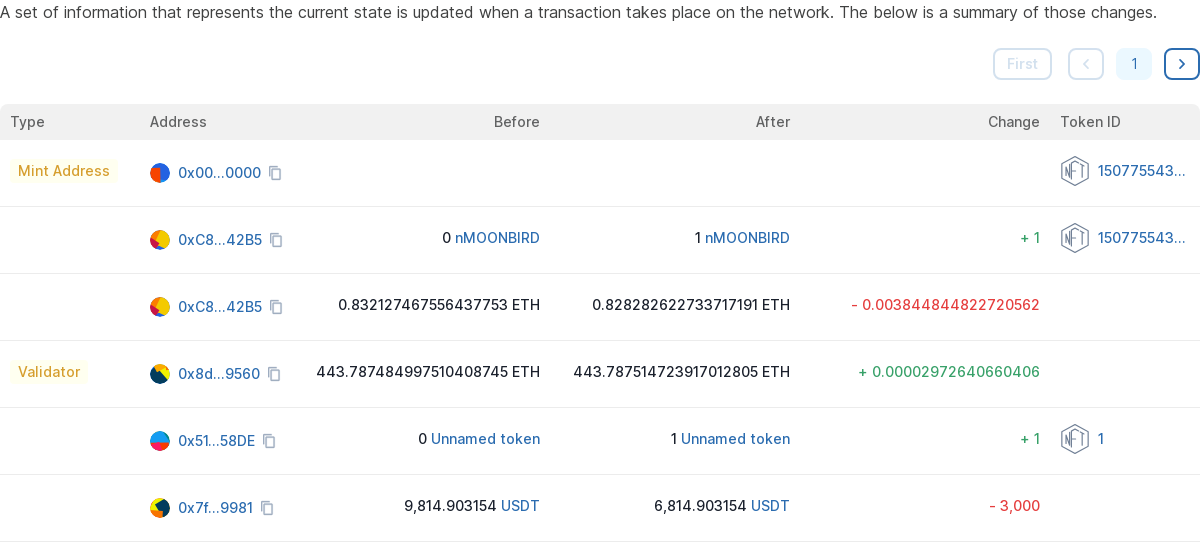 A set of information that represents the current state is updated when a transaction takes place on the network. The below is a summary of those changes.
First 1
Type Address Before After Change Token ID
Mint Address 0x00...0000 NFT 150775543...
0xC8...42B5 0 nMOONBIRD 1 nMOONBIRD + 1 NFT 150775543...
0xC8...42B5 0.832127467556437753 ETH 0.828282622733717191 ETH - 0.003844844822720562
Validator 0x8d...9560 443.787484997510408745 ETH 443.787514723917012805 ETH + 0.00002972640660406
0x51...58DE 0 Unnamed token 1 Unnamed token + 1 NFT 1
0x7f...9981 9,814.903154 USDT 6,814.903154 USDT - 3,000